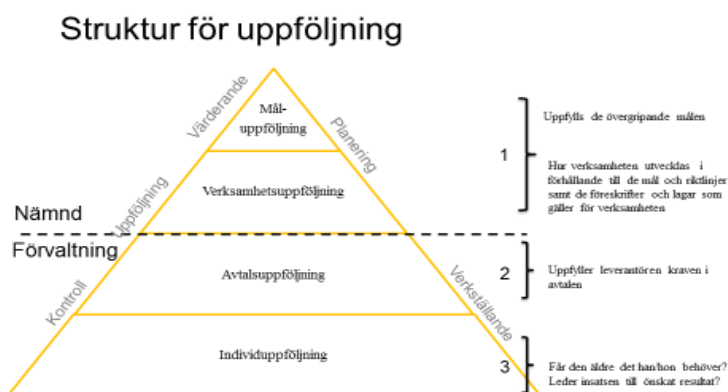 Struktur för uppföljning
Värderande
Mål-
uppföljning
Planering
1
Uppfylls de övergripande målen
Hur verksamheten utvecklas i
förhållande till de mål och riktlinjer
samt de föreskrifter och lagar som
gäller för verksamheten
Uppföljning
Verksamhetsuppföljning
Nämnd
Förvaltning
Kontroll
Avtalsuppföljning
Verkställande
2
Uppfyller leverantören kraven i
avtalen
Individuppföljning
3
Får den äldre det han/hon behöver?
Leder insatsen till önskat resultat?